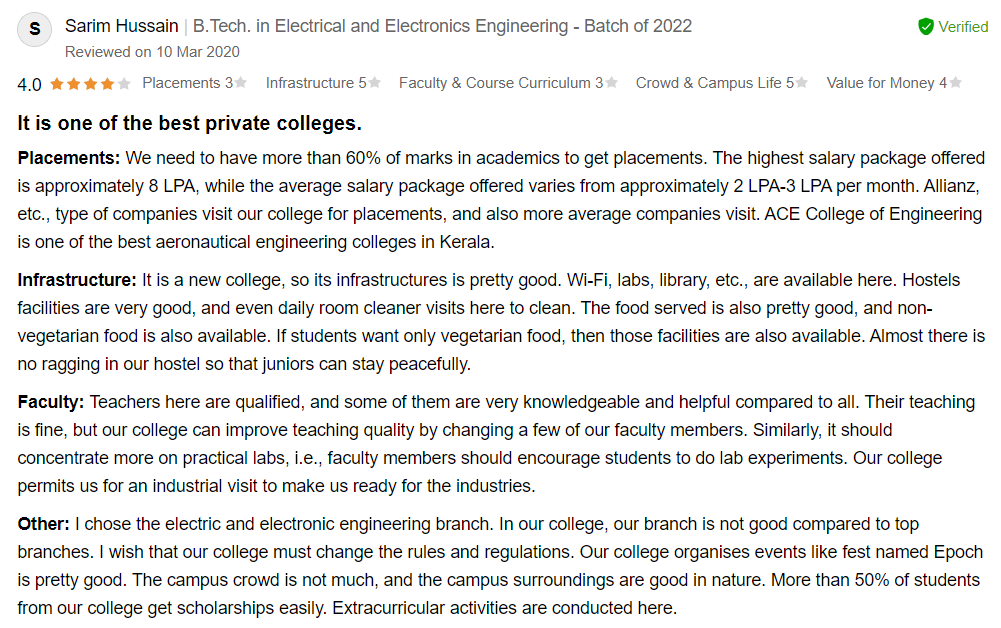 S
Sarim Hussain | B.Tech. in Electrical and Electronics Engineering - Batch of 2022
Verified
Reviewed on 10 Mar 2020
4.0 ★★★★★ Placements 3★ Infrastructure 5★ Faculty & Course Curriculum 3★ Crowd & Campus Life 5★ Value for Money 4★
It is one of the best private colleges.
Placements: We need to have more than 60% of marks in academics to get placements. The highest salary package offered
is approximately 8 LPA, while the average salary package offered varies from approximately 2 LPA-3 LPA per month. Allianz,
etc., type of companies visit our college for placements, and also more average companies visit. ACE College of Engineering
is one of the best aeronautical engineering colleges in Kerala.
Infrastructure: It is a new college, so its infrastructures is pretty good. Wi-Fi, labs, library, etc., are available here. Hostels
facilities are very good, and even daily room cleaner visits here to clean. The food served is also pretty good, and non-
vegetarian food is also available. If students want only vegetarian food, then those facilities are also available. Almost there is
no ragging in our hostel so that juniors can stay peacefully.
Faculty: Teachers here are qualified, and some of them are very knowledgeable and helpful compared to all. Their teaching
is fine, but our college can improve teaching quality by changing a few of our faculty members. Similarly, it should
concentrate more on practical labs, i.e., faculty members should encourage students to do lab experiments. Our college
permits us for an industrial visit to make us ready for the industries.
Other: I chose the electric and electronic engineering branch. In our college, our branch is not good compared to top
branches. I wish that our college must change the rules and regulations. Our college organises events like fest named Epoch
is pretty good. The campus crowd is not much, and the campus surroundings are good in nature. More than 50% of students
from our college get scholarships easily. Extracurricular activities are conducted here.